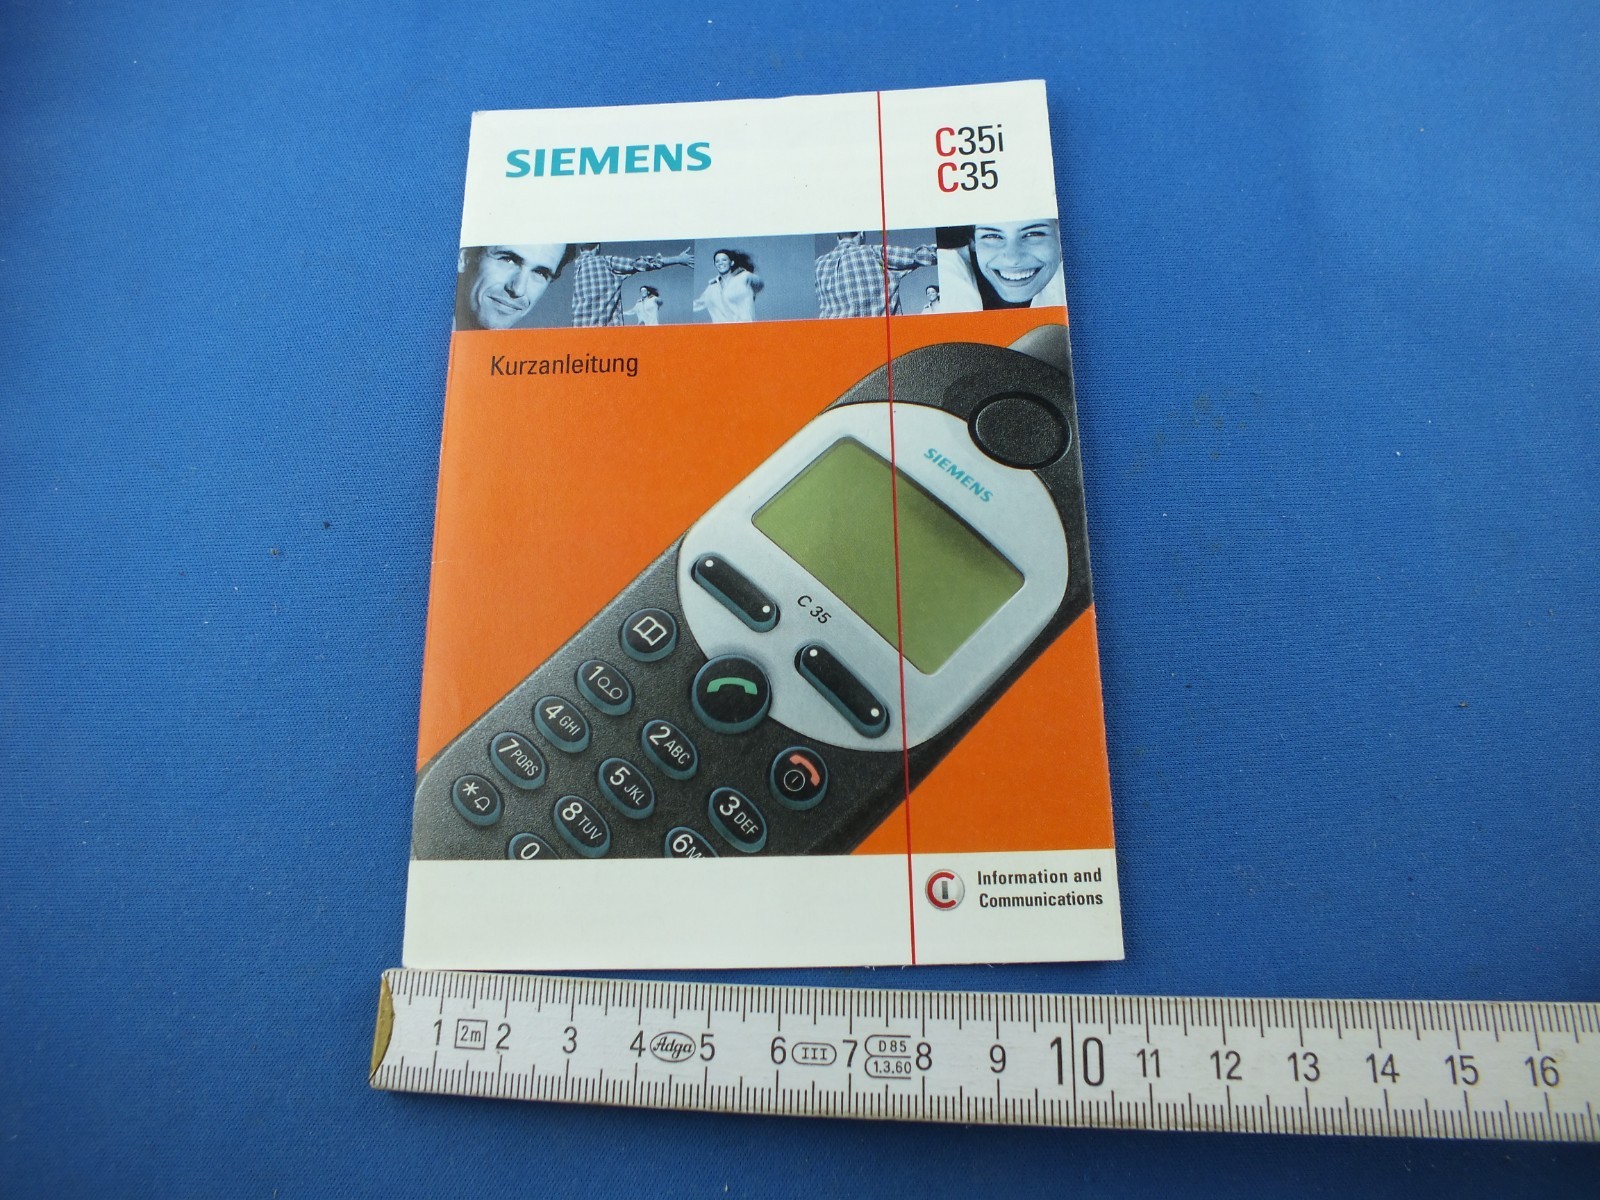 SIEMENS
C35i
C35
Kurzanleitung
SIEMENS
C 35
1
4 GHI
7 PQRS
*
2 ABC
5 JKL
8 TUV
0
3 DEF
6 M
Information and
Communications
1 2m 2 3 4 Adga 5 6 III 7 D85 1.3.60 8 9 10 11 12 13 14 15 16